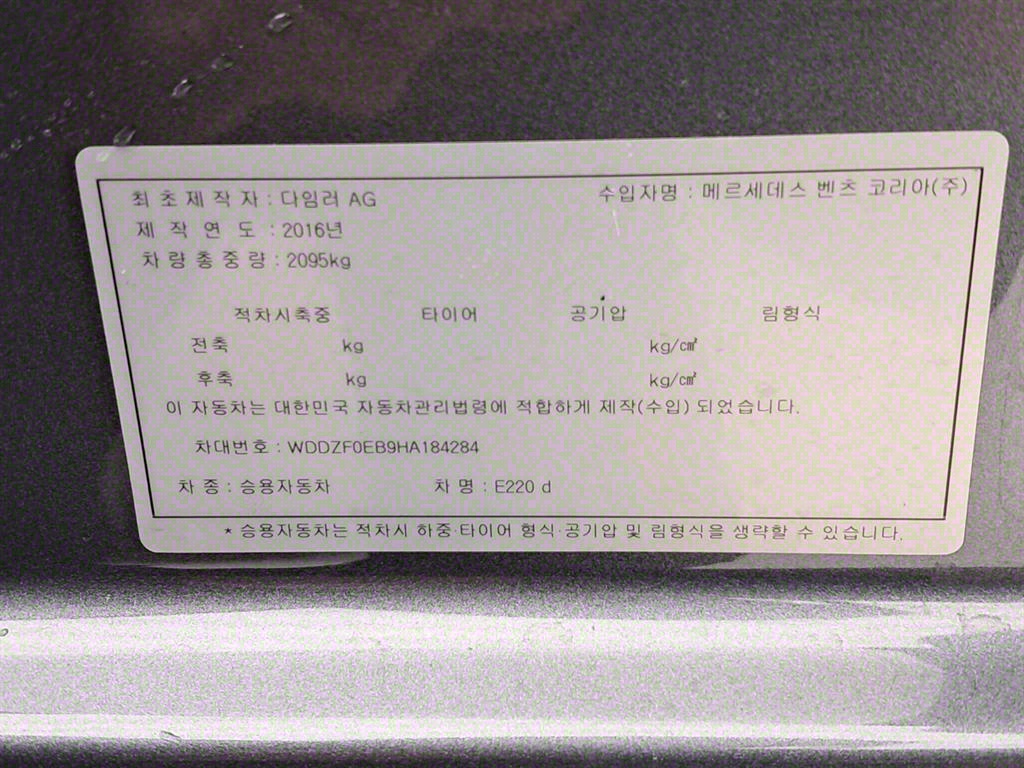 최초제작자 : 다임러 AG 수입자명 : 메르세데스 벤츠 코리아(주)
제 작 연 도 : 2016년
차량총중량 : 2095kg
적차시축중 타이어 공기압 림형식
전축 kg kg/㎠
후축 kg kg/㎠
이 자동차는 대한민국 자동차관리법령에 적합하게 제작(수입) 되었습니다.
차대번호 : WDDZF0EB9HA184284
차 종 : 승용자동차 차 명 : E220 d
* 승용자동차는 적차시 하중·타이어 형식·공기압 및 림형식을 생략할 수 있습니다.